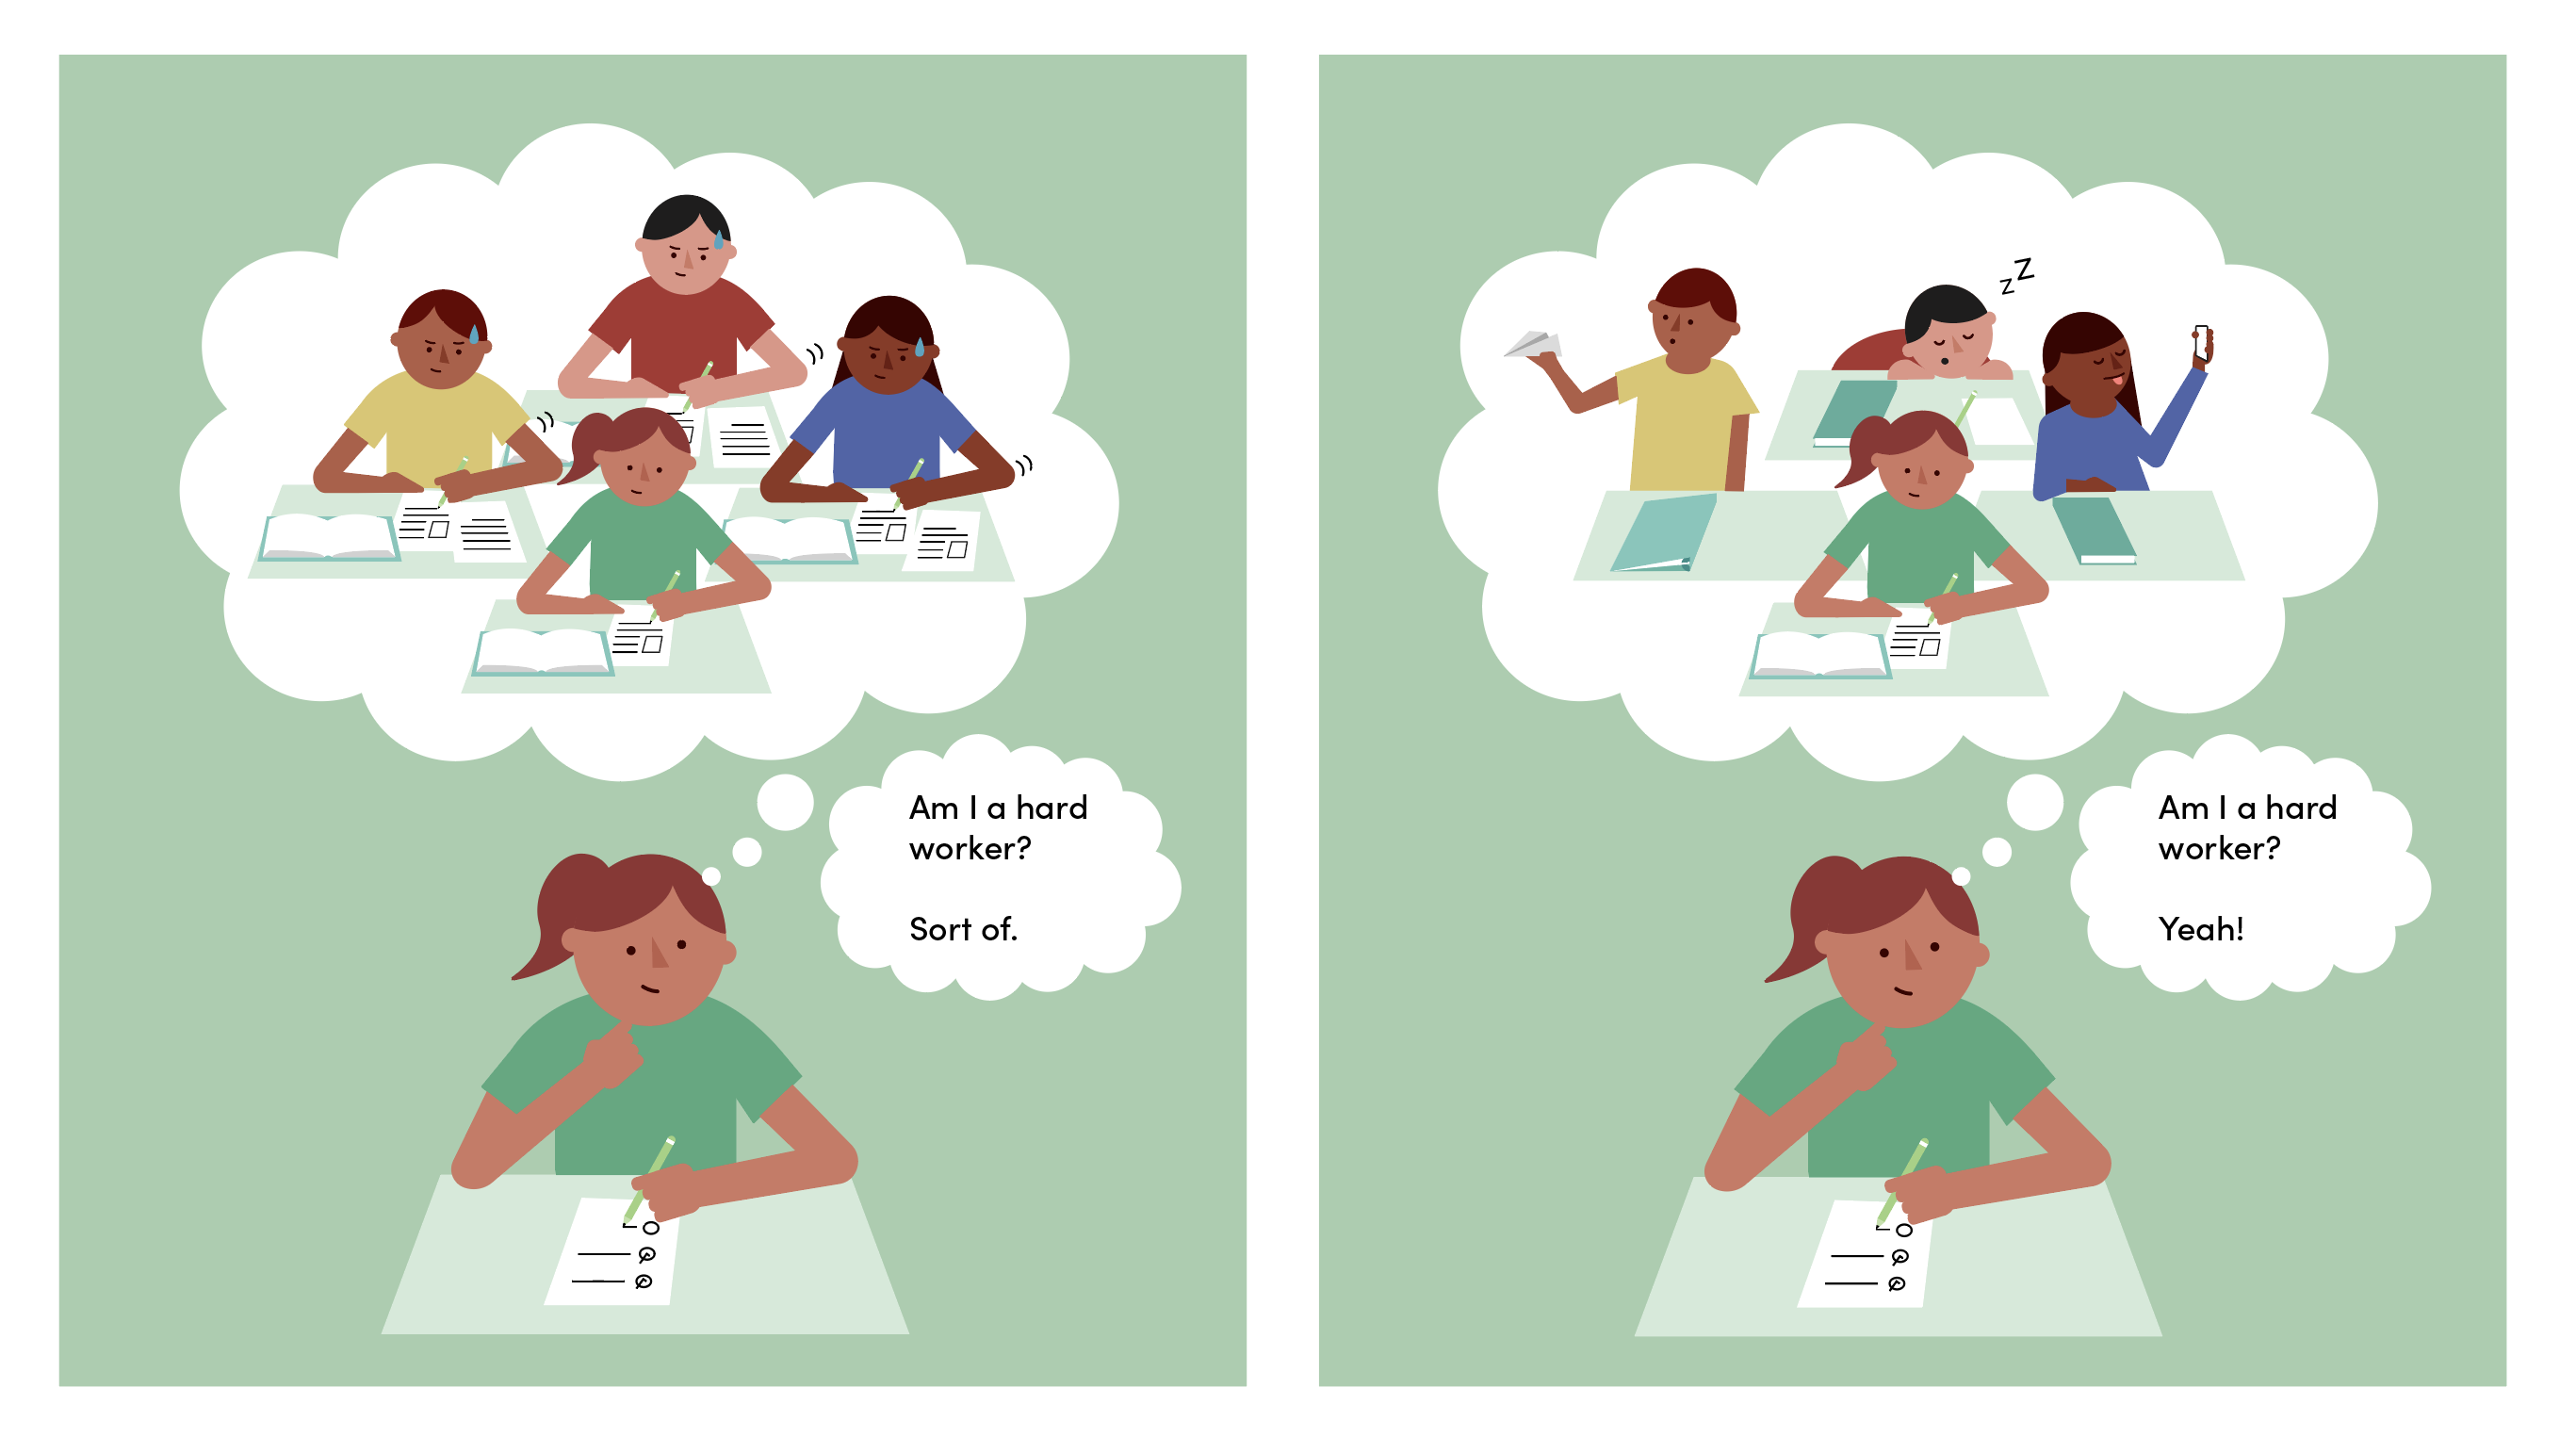 Am I a hard
worker?
Sort of.
z Z
Am I a hard
worker?
Yeah!